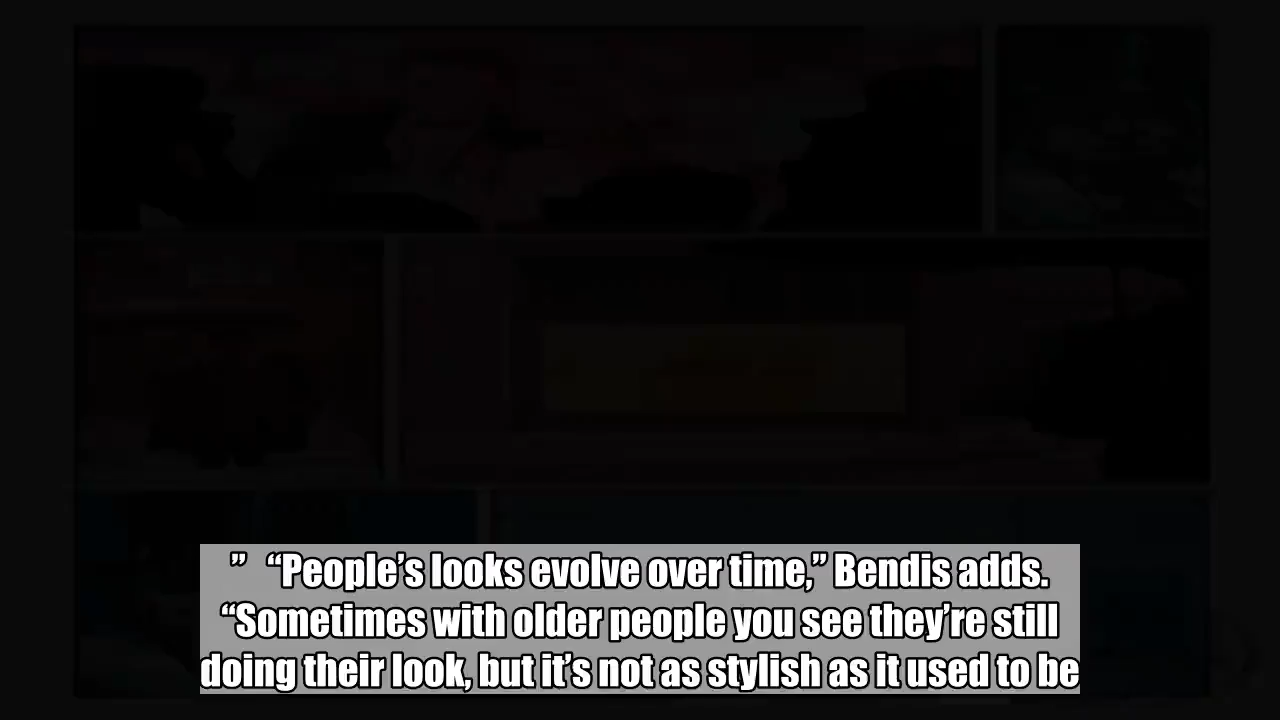 ” “People’s looks evolve over time,” Bendis adds.
“Sometimes with older people you see they’re still
doing their look, but it’s not as stylish as it used to be